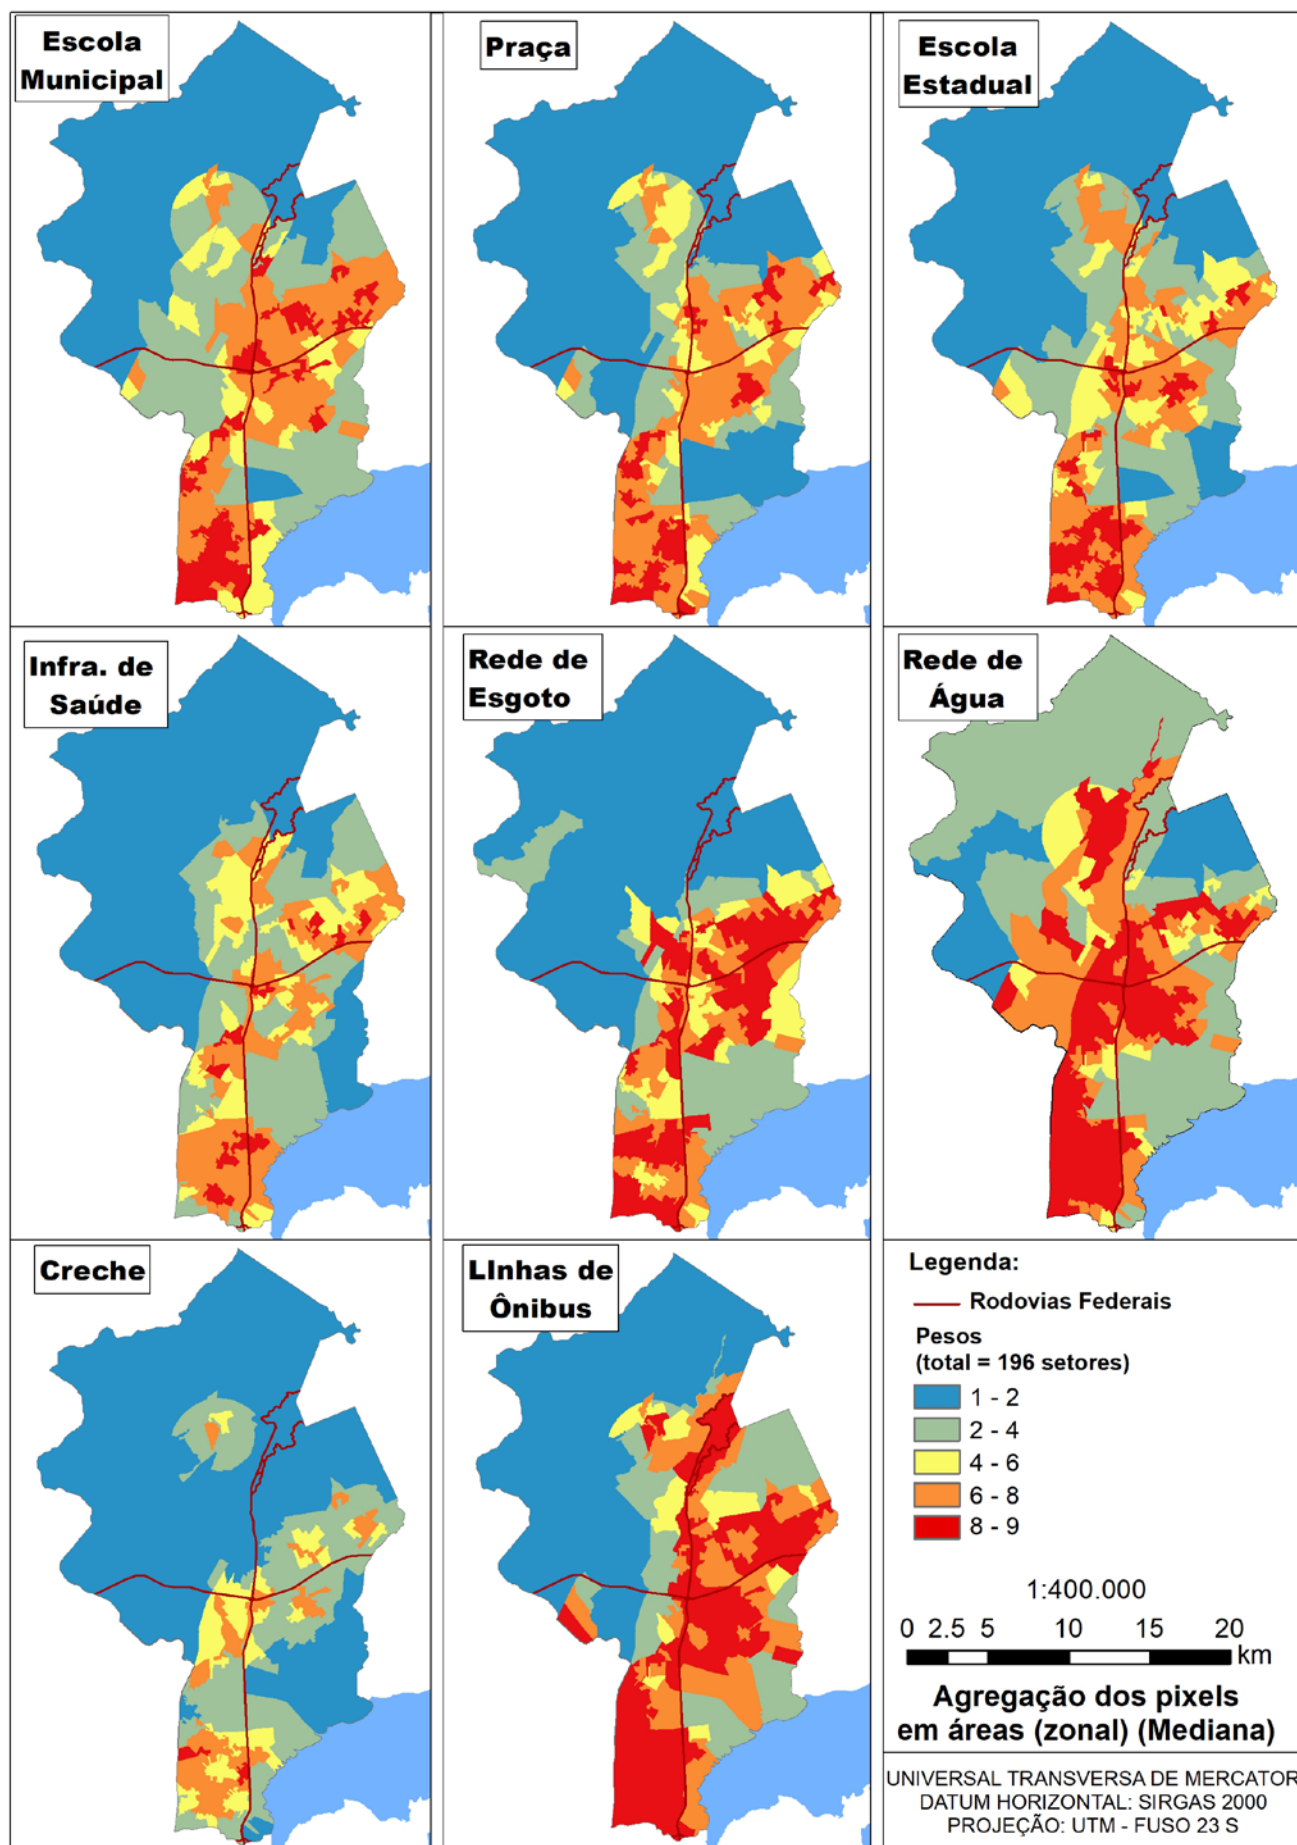 Escola
Municipal
Praça
Escola
Estadual
Infra. de
Saúde
Rede de
Esgoto
Rede de
Água
Creche
LInhas de
Ônibus
Legenda:
Rodovias Federais
Pesos
(total = 196 setores)
1 - 2
2 - 4
4 - 6
6 - 8
8 - 9
1:400.000
0 2.5 5 10 15 20
km
Agregação dos pixels
em áreas (zonal) (Mediana)
UNIVERSAL TRANSVERSA DE MERCATOR
DATUM HORIZONTAL: SIRGAS 2000
PROJEÇÃO: UTM - FUSO 23 S